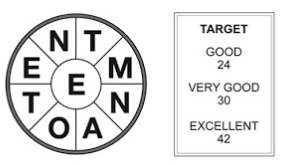 N T
E M
E
T N
O A
TARGET
GOOD
24
VERY GOOD
30
EXCELLENT
42